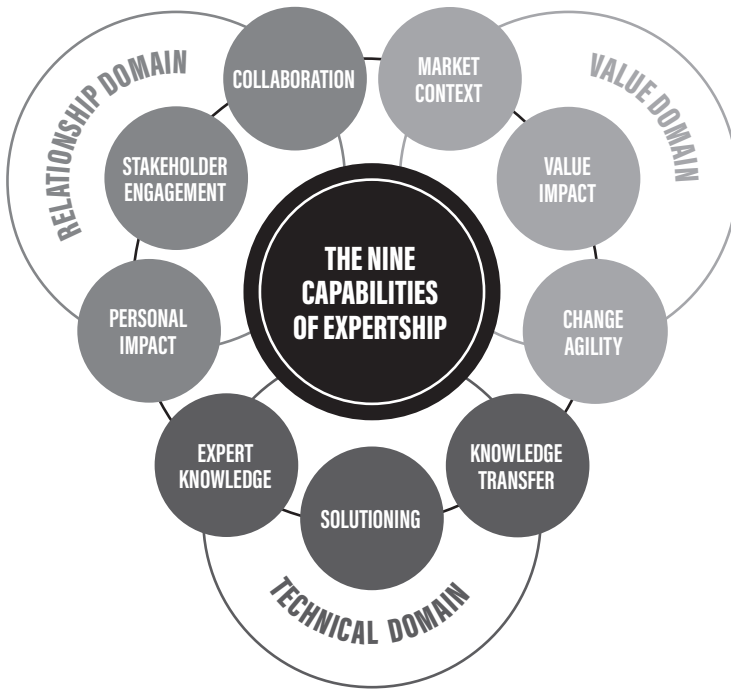 RELATIONSHIP DOMAIN
COLLABORATION
STAKEHOLDER
ENGAGEMENT
PERSONAL
IMPACT
VALUE DOMAIN
MARKET
CONTEXT
VALUE
IMPACT
CHANGE
AGILITY
THE NINE
CAPABILITIES
OF EXPERTSHIP
EXPERT
KNOWLEDGE
SOLUTIONING
KNOWLEDGE
TRANSFER
TECHNICAL DOMAIN